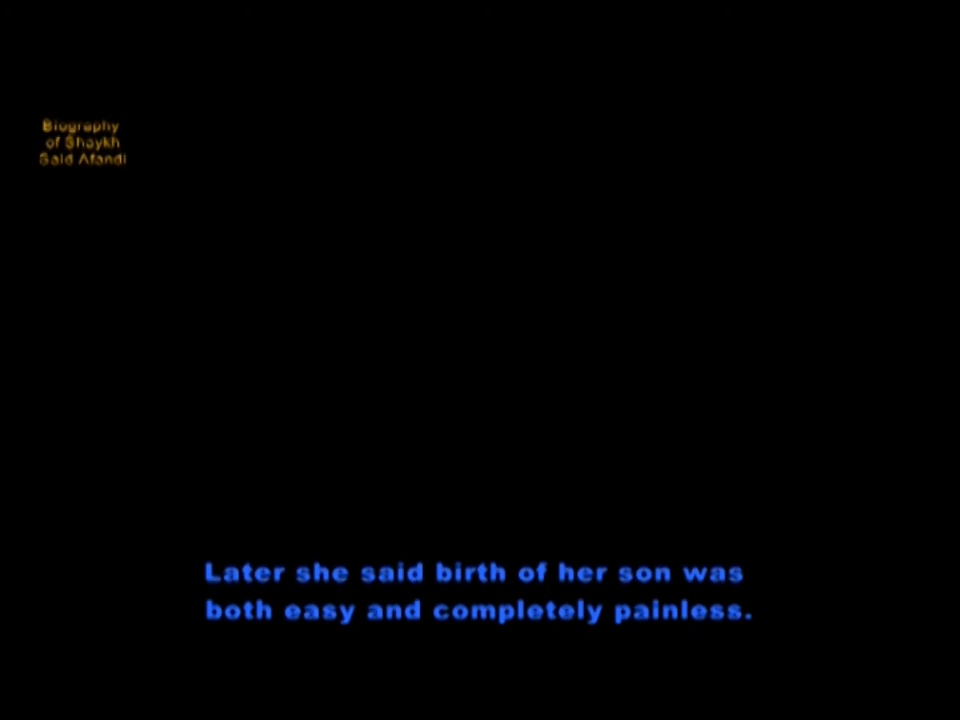 Biography
of Shaykh
Said Afandi
Later she said birth of her son was
both easy and completely painless.